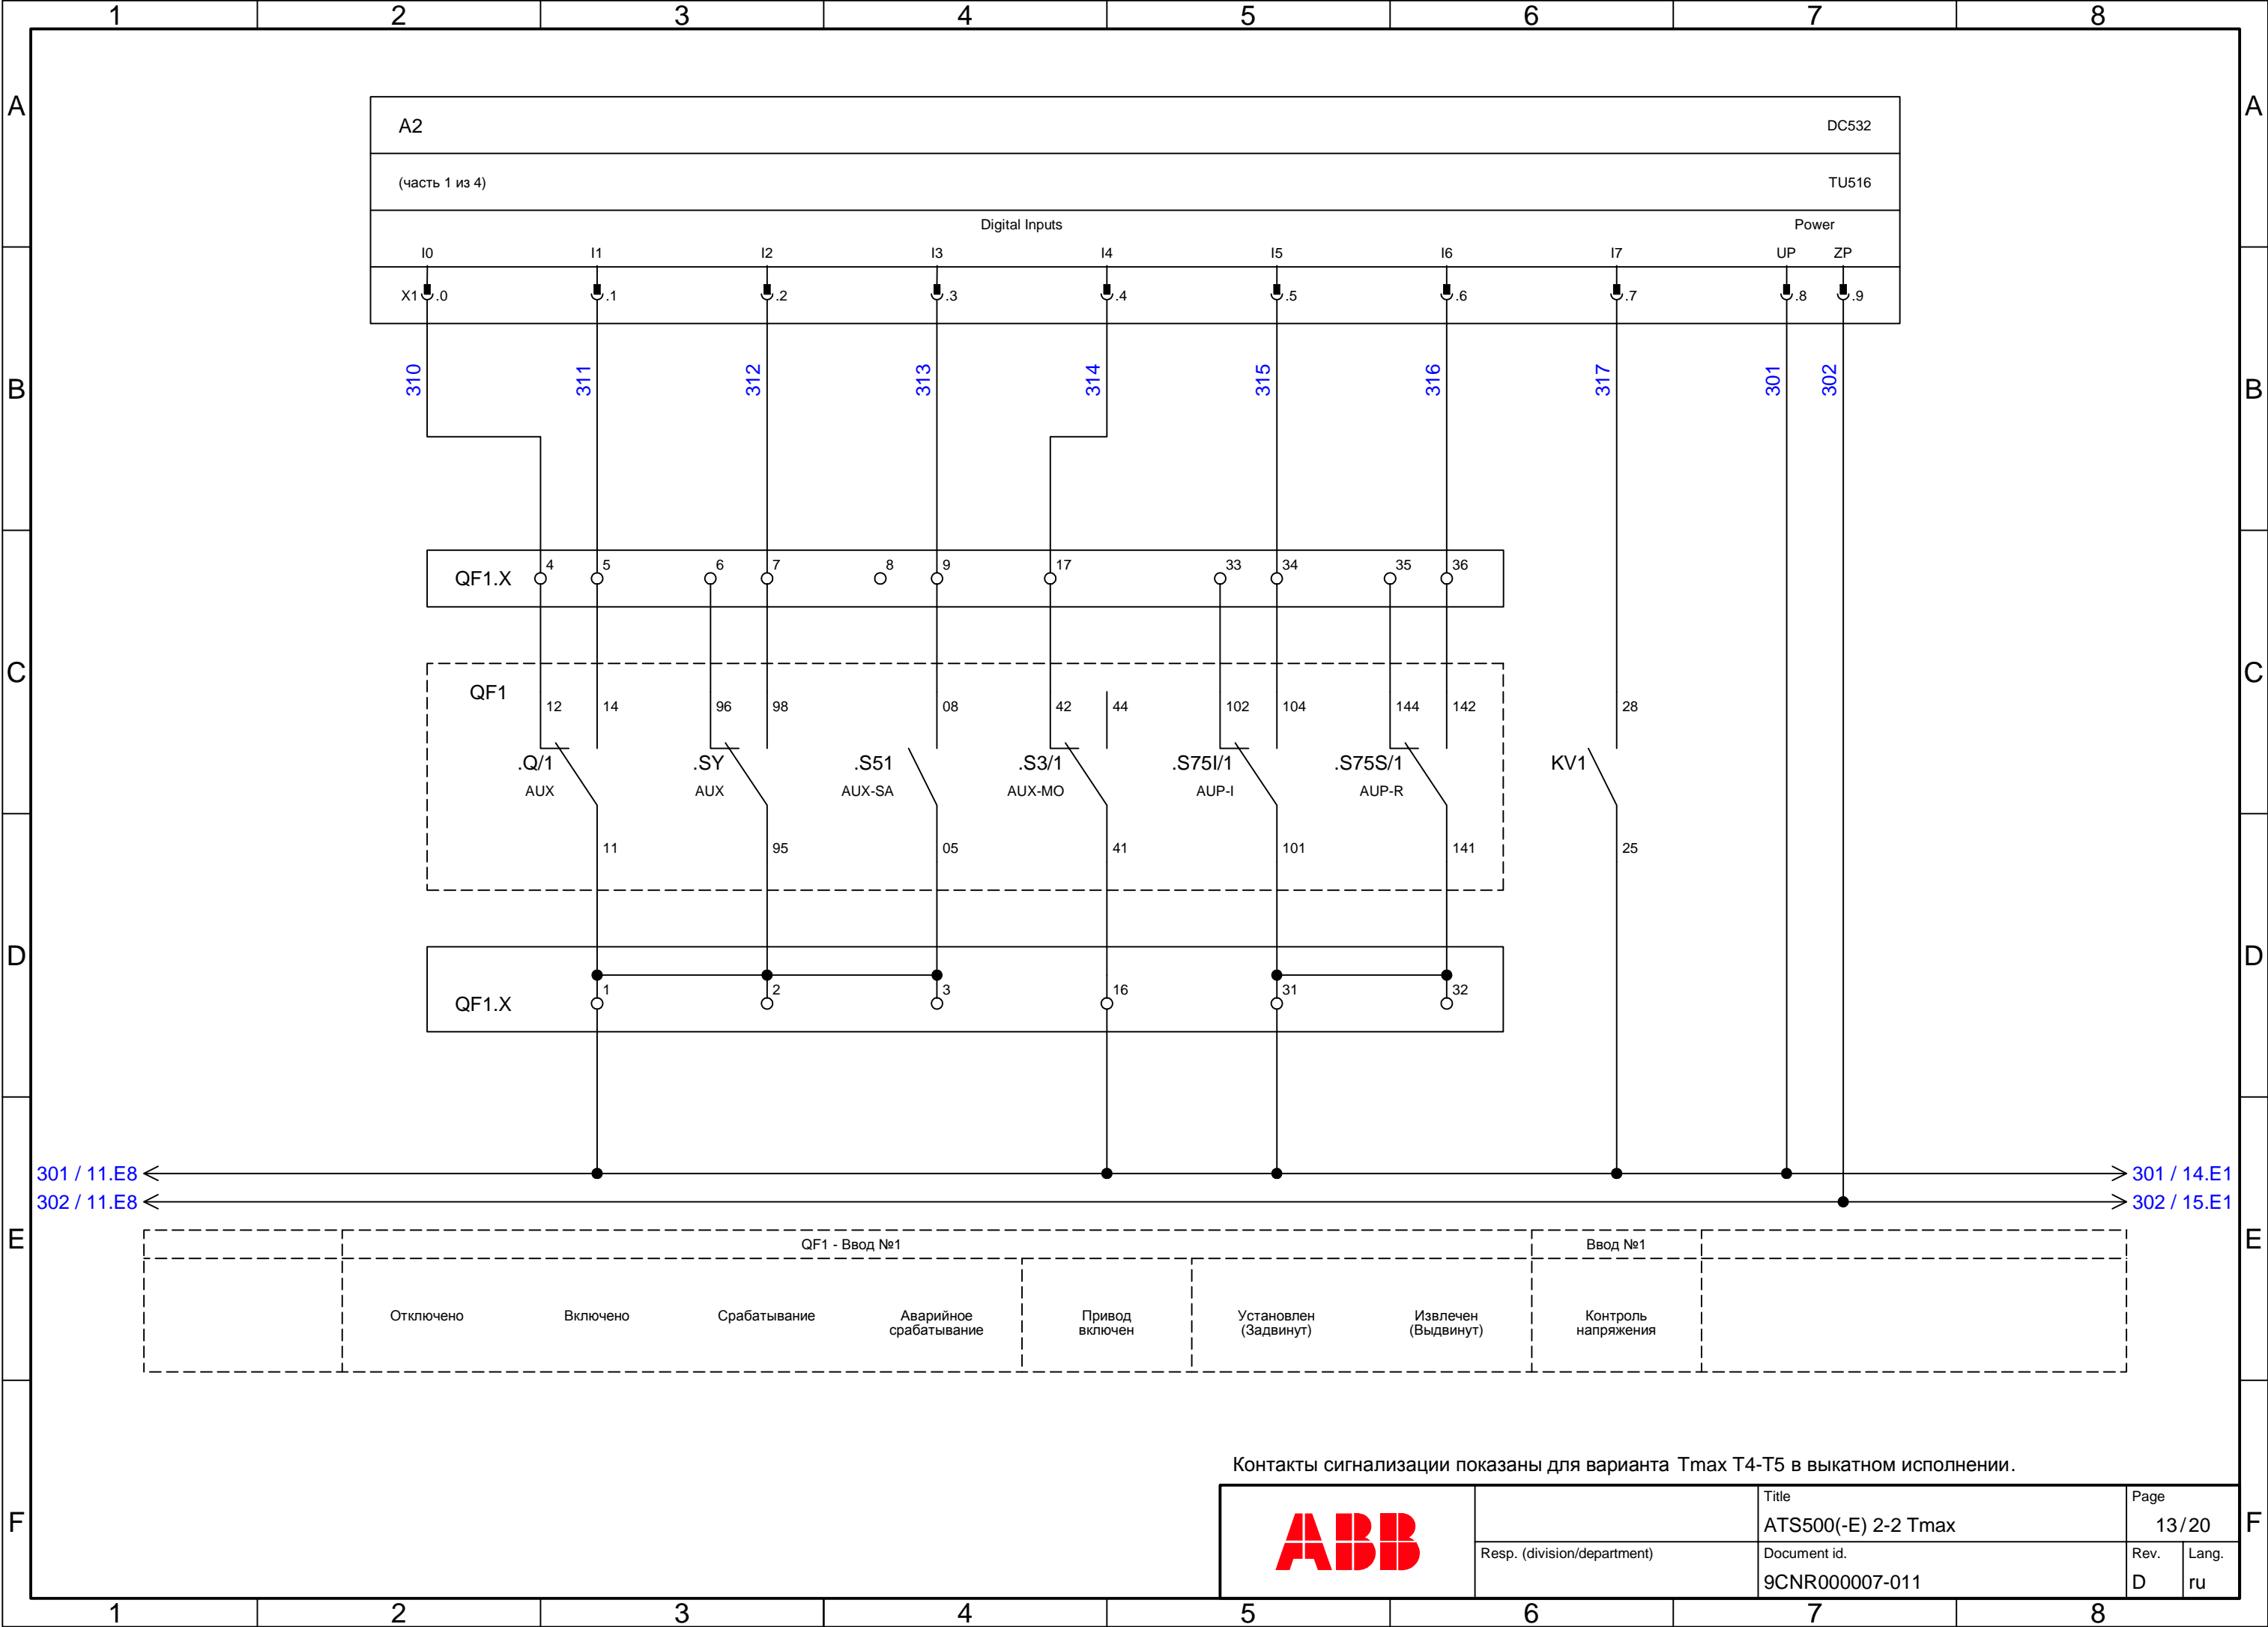 1 2 3 4 5 6 7 8
A A
A2 DC532
(часть 1 из 4) TU516
Digital Inputs Power
I0 I1 I2 I3 I4 I5 I6 I7 UP ZP
X1 .0 .1 .2 .3 .4 .5 .6 .7 .8 .9
310 311 312 313 314 315 316 317 301 302
B B
QF1.X 4 5 6 7 8 9 17 33 34 35 36
C C
QF1
12 14 96 98 08 42 44 102 104 144 142 28
.Q/1 .SY .S51 .S3/1 .S75I/1 .S75S/1 KV1
AUX AUX AUX-SA AUX-MO AUP-I AUP-R
11 95 05 41 101 141 25
D D
QF1.X 1 2 3 16 31 32
301 / 11.E8 301 / 14.E1
302 / 11.E8 302 / 15.E1
E E
QF1 - Ввод №1 Ввод №1
Отключено Включено Срабатывание Аварийное Привод Установлен Извлечен Контроль
срабатывание включен (Задвинут) (Выдвинут) напряжения
Контакты сигнализации показаны для варианта Tmax T4-T5 в выкатном исполнении.
F F
ABB
Title
ATS500(-E) 2-2 Tmax
Page
13/20
Resp. (division/department)
Document id.
9CNR000007-011
Rev. Lang.
D ru
1 2 3 4 5 6 7 8